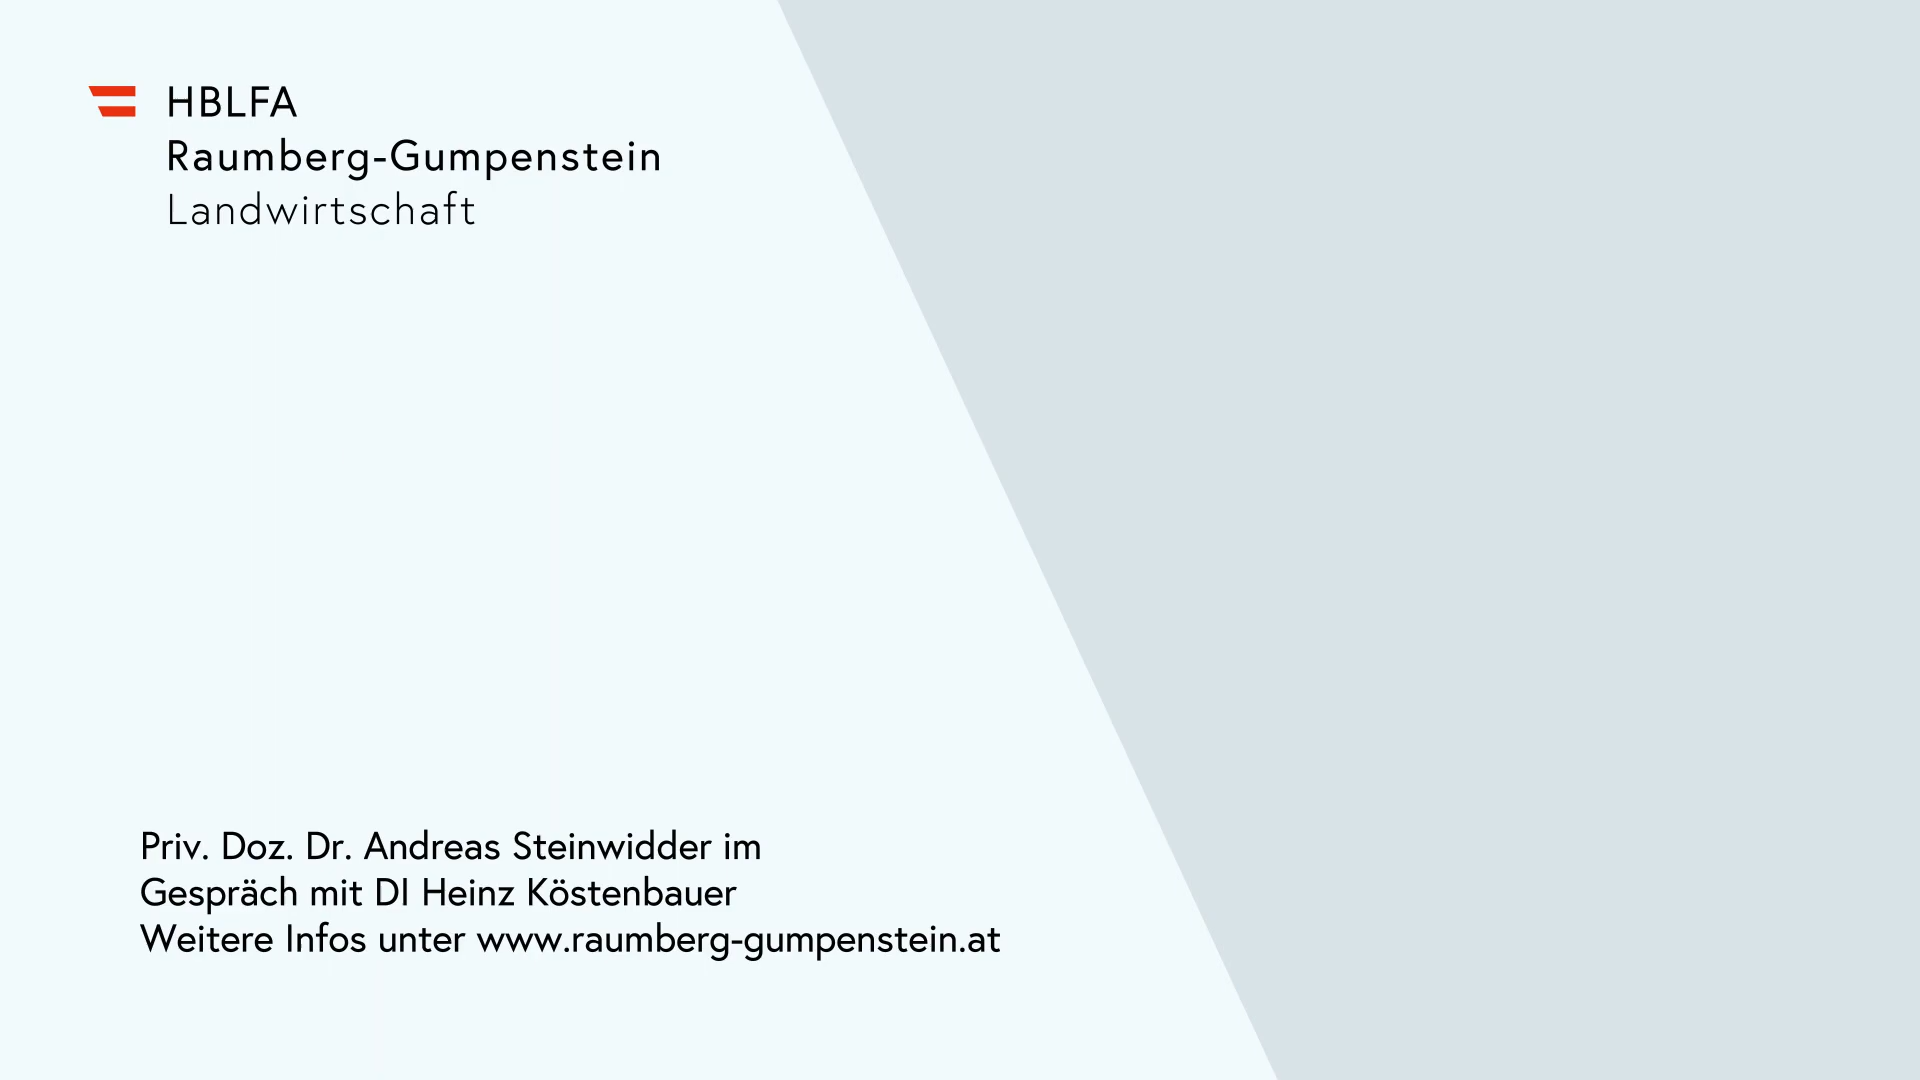 HBLFA
Raumberg-Gumpenstein
Landwirtschaft
Priv. Doz. Dr. Andreas Steinwidder im
Gespräch mit DI Heinz Köstenbauer
Weitere Infos unter www.raumberg-gumpenstein.at